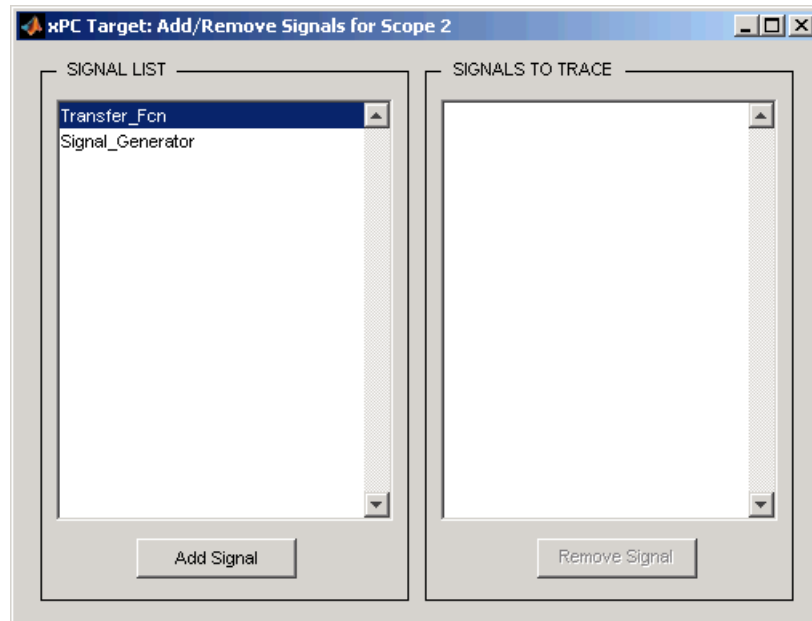 xPC Target: Add/Remove Signals for Scope 2
SIGNAL LIST
Transfer_Fcn
Signal_Generator
Add Signal
SIGNALS TO TRACE
Remove Signal